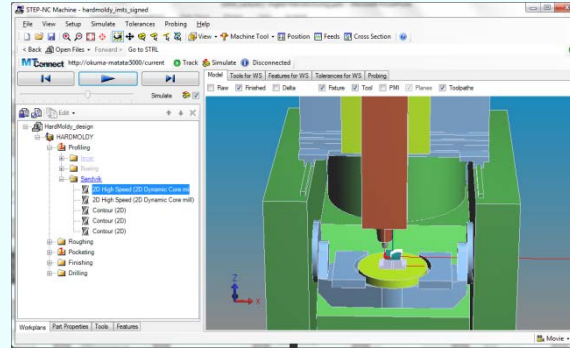 STEP-NC Machine - hardmoldy_imts_signed
File View Setup Simulate Tolerances Probing Help
View Machine Tool Position Feeds Cross Section
< Back Open Files Forward > Go to STRL
MTConnect http://okuma-matata5000/current Track Simulate Disconnected
Simulate
Model Tools for WS Features for WS Tolerances for WS Probing
Raw Finished Delta Fixture Tool PMI Planes Toolpaths
Edit
HardMoldy_design
HARDMOLDY
Profiling
Boeing
Sandvik
2D High Speed (2D Dynamic Core mi
2D High Speed (2D Dynamic Core mill)
Contour (2D)
Contour (2D)
Contour (2D)
Roughing
Pocketing
Finishing
Drilling
Z
X
Workplans Part Properties Tools Features
Movie